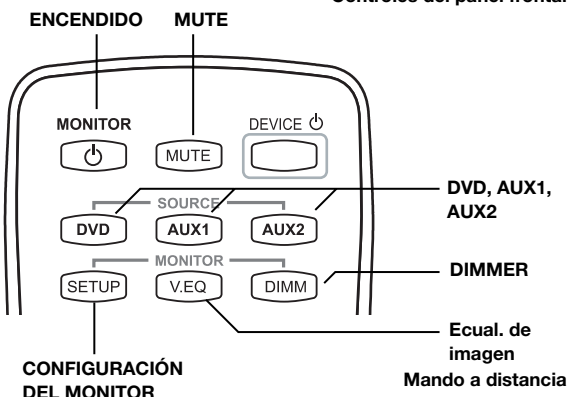 Controles del panel frontal
ENCENDIDO MUTE
MONITOR DEVICE
MUTE
SOURCE
DVD AUX1 AUX2
DVD, AUX1,
AUX2
MONITOR
SETUP V.EQ DIMM
DIMMER
Ecual. de
imagen
CONFIGURACIÓN
DEL MONITOR
Mando a distancia